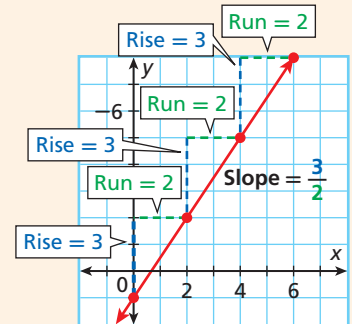 Run = 2
Rise = 3
y
–6
Run = 2
Rise = 3
Run = 2
Slope = 3/2
Rise = 3
x
0 2 4 6